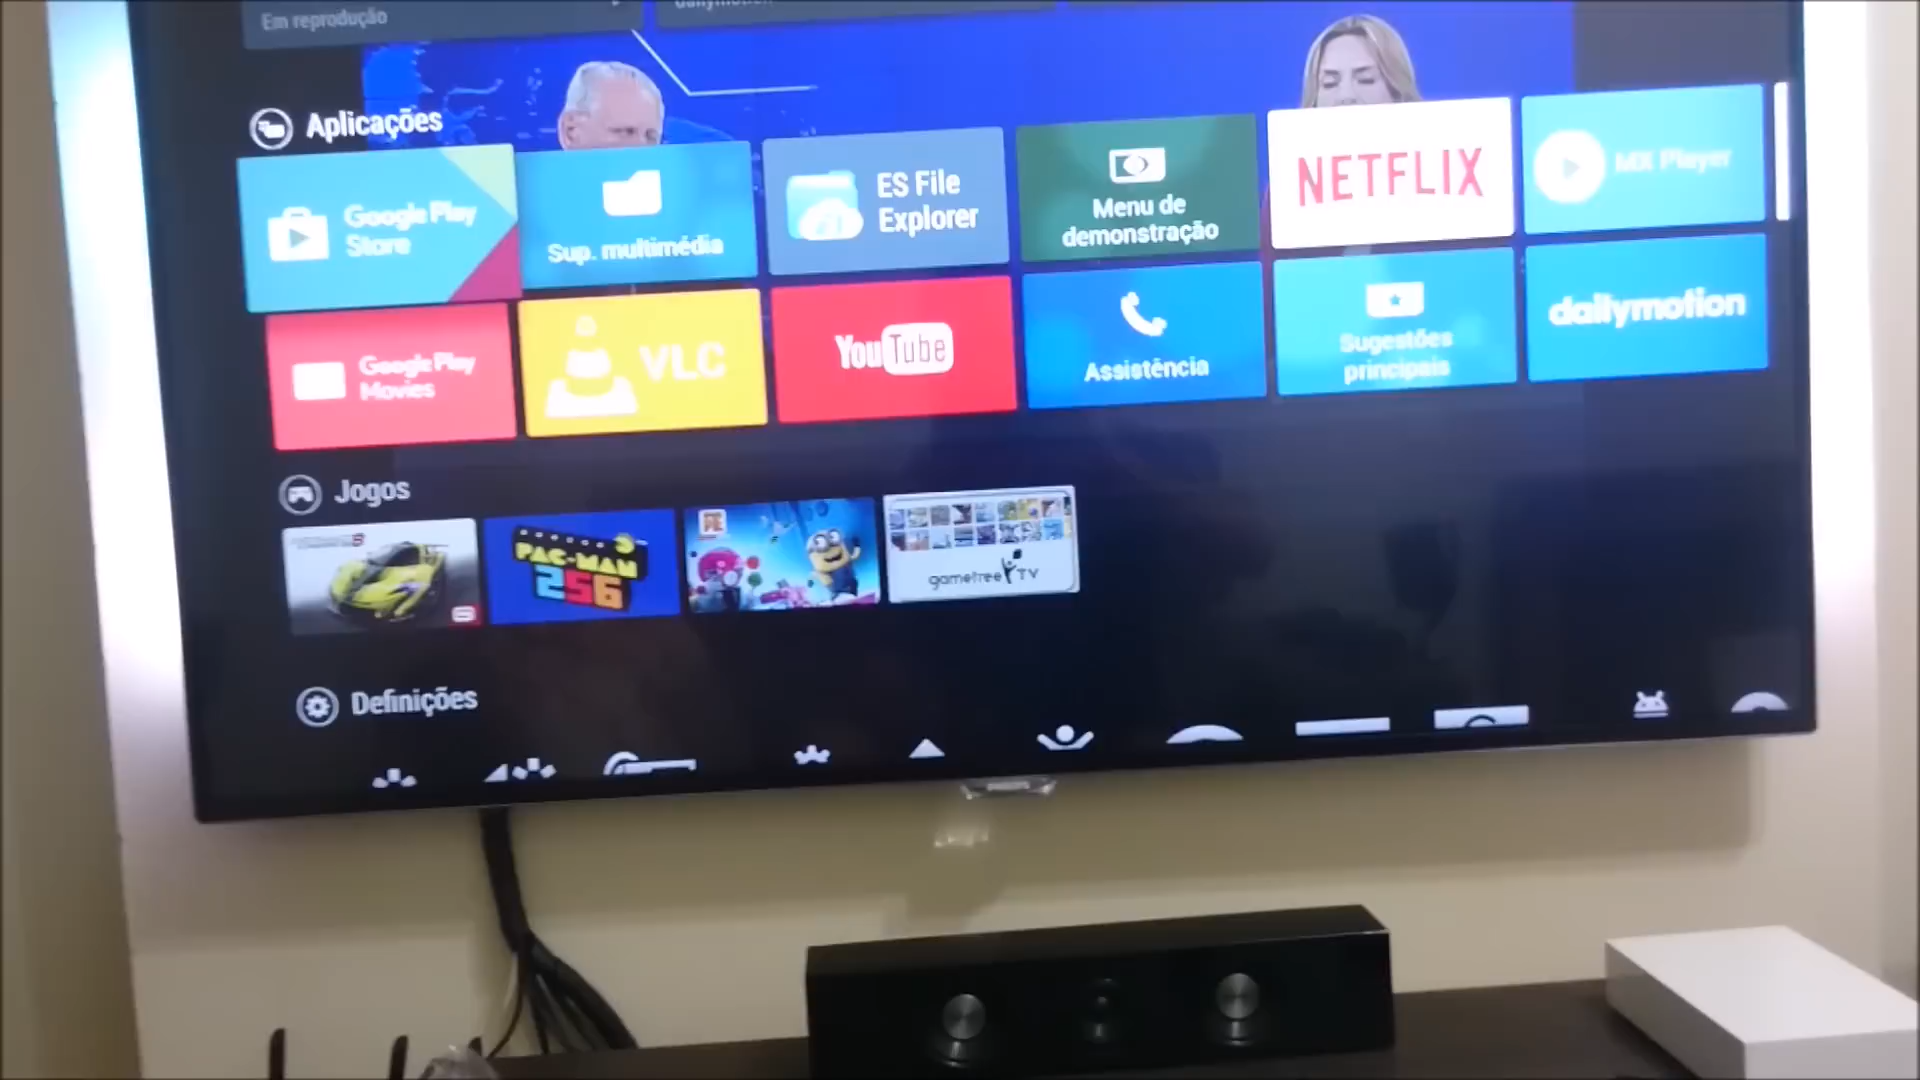 Em reprodução
dailymotion
Aplicações
Google Play
Store
Sup. multimédia
ES File
Explorer
Menu de
demonstração
NETFLIX
MX Player
Google Play
Movies
VLC
YouTube
Assistência
Sugestões
principais
dailymotion
Jogos
PAC-MAN
256
gametree TV
Definições